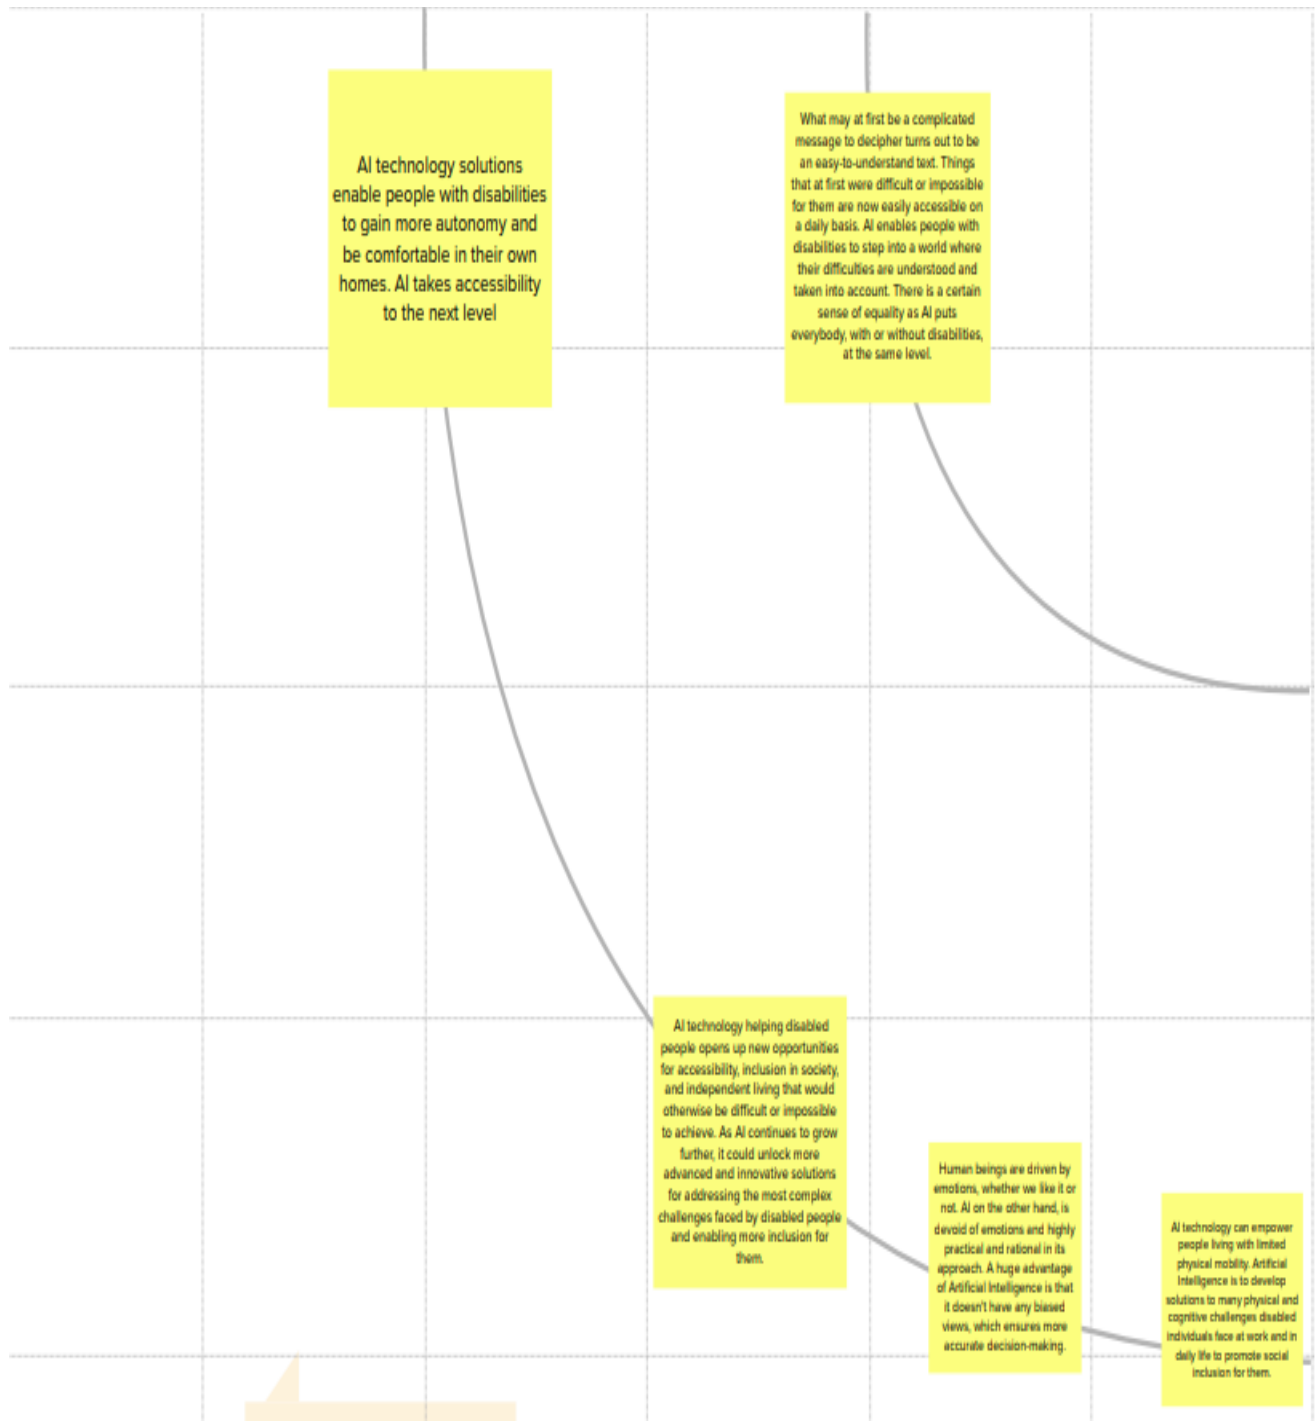 AI technology solutions
enable people with disabilities
to gain more autonomy and
be comfortable in their own
homes. AI takes accessibility
to the next level
What may at first be a complicated
message to decipher turns out to be
an easy-to-understand text. Things
that at first were difficult or impossible
for them are now easily accessible on
a daily basis. AI enables people with
disabilities to step into a world where
their difficulties are understood and
taken into account. There is a certain
sense of equality as AI puts
everybody, with or without disabilities,
at the same level.
AI technology helping disabled
people opens up new opportunities
for accessibility, inclusion in society,
and independent living that would
otherwise be difficult or impossible
to achieve. As AI continues to grow
further, it could unlock more
advanced and innovative solutions
for addressing the most complex
challenges faced by disabled people
and enabling more inclusion for
them.
Human beings are driven by
emotions, whether we like it or
not. AI on the other hand, is
devoid of emotions and highly
practical and rational in its
approach. A huge advantage
of Artificial Intelligence is that
it doesn't have any biased
views, which ensures more
accurate decision-making.
AI technology can empower
people living with limited
physical mobility. Artificial
Intelligence is to develop
solutions to many physical and
cognitive challenges disabled
individuals face at work and in
daily life to promote social
inclusion for them.